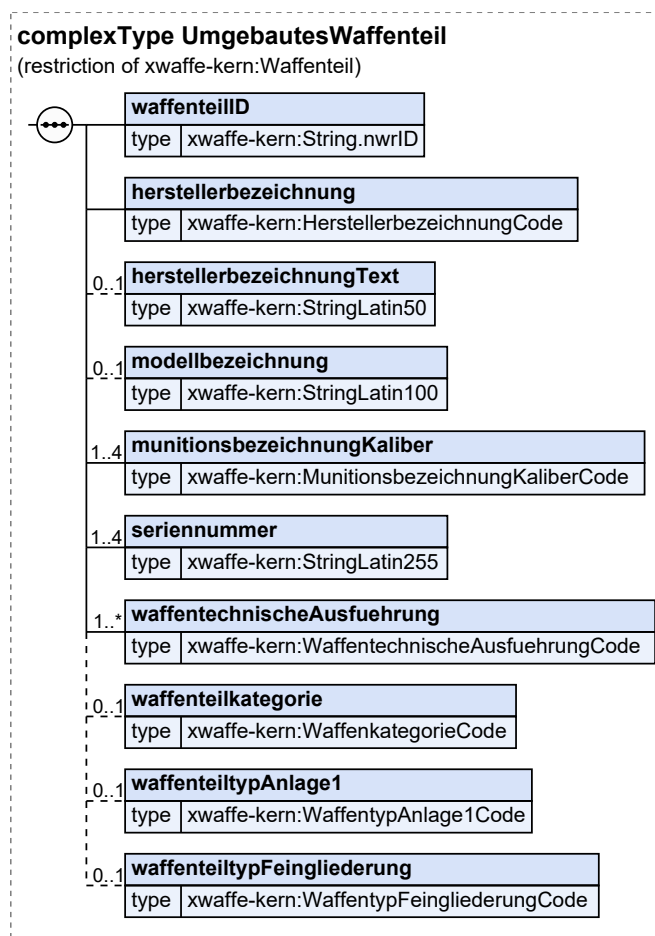 complexType UmgebautesWaffenteil
(restriction of xwaffe-kern:Waffenteil)
waffenteilID
type xwaffe-kern:String.nwrID
herstellerbezeichnung
type xwaffe-kern:HerstellerbezeichnungCode
0..1 herstellerbezeichnungText
type xwaffe-kern:StringLatin50
0..1 modellbezeichnung
type xwaffe-kern:StringLatin100
1..4 munitionsbezeichnungKaliber
type xwaffe-kern:MunitionsbezeichnungKaliberCode
1..4 seriennummer
type xwaffe-kern:StringLatin255
1..* waffentechnischeAusfuehrung
type xwaffe-kern:WaffentechnischeAusfuehrungCode
0..1 waffenteilkategorie
type xwaffe-kern:WaffenkategorieCode
0..1 waffenteiltypAnlage1
type xwaffe-kern:WaffentypAnlage1Code
0..1 waffenteiltypFeingliederung
type xwaffe-kern:WaffentypFeingliederungCode